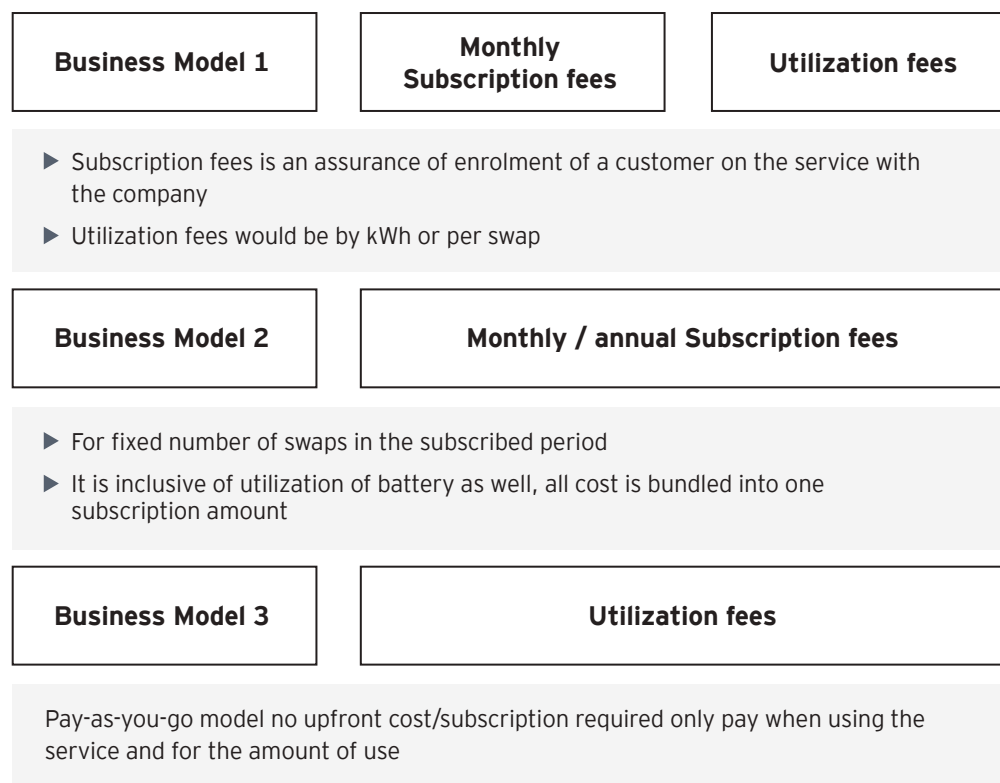 Business Model 1
Monthly
Subscription fees
Utilization fees
▶ Subscription fees is an assurance of enrolment of a customer on the service with
the company
▶ Utilization fees would be by kWh or per swap
Business Model 2
Monthly / annual Subscription fees
▶ For fixed number of swaps in the subscribed period
▶ It is inclusive of utilization of battery as well, all cost is bundled into one
subscription amount
Business Model 3
Utilization fees
Pay-as-you-go model no upfront cost/subscription required only pay when using the
service and for the amount of use